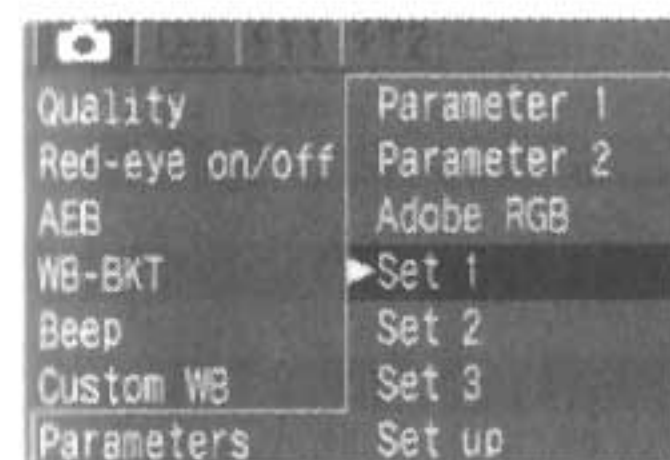 Quality
Red-eye on/off
AEB
WB-BKT
Beep
Custom WB
Parameters
Parameter 1
Parameter 2
Adobe RGB
Set 1
Set 2
Set 3
Set up